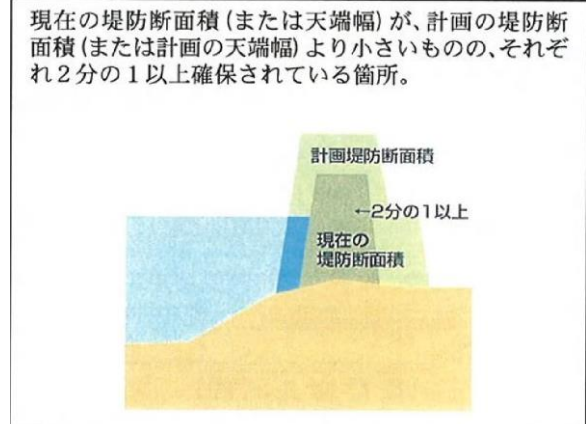 現在の堤防断面積(または天端幅)が、計画の堤防断
面積(または計画の天端幅)より小さいものの、それぞ
れ2分の1以上確保されている箇所。
計画堤防断面積
←2分の1以上
現在の
堤防断面積